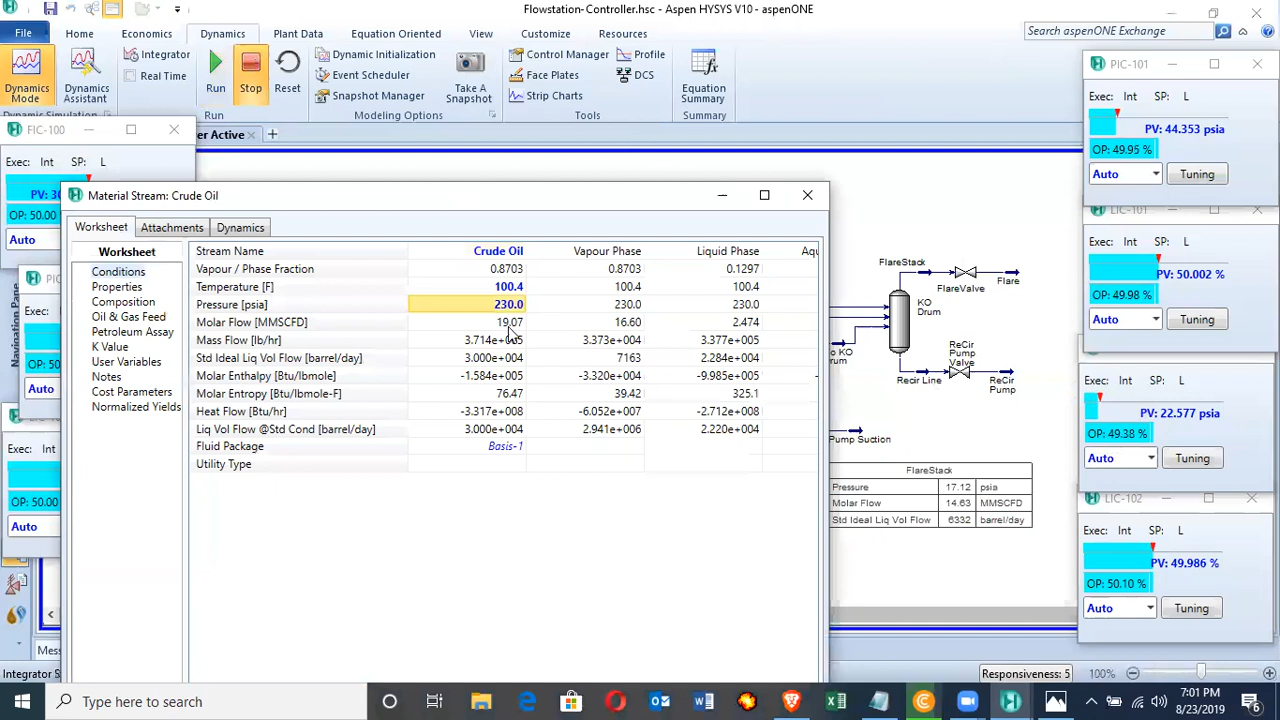 Flowstation-Controller.hsc - Aspen HYSYS V10 - aspenONE
File Home Economics Dynamics Plant Data Equation Oriented View Customize Resources
Search aspenONE Exchange
Dynamics Mode
Dynamics Assistant
Integrator
Real Time
Run
Stop
Reset
Dynamic Initialization
Event Scheduler
Snapshot Manager
Take A Snapshot
Control Manager
Face Plates
Strip Charts
Profile
DCS
Equation Summary
Run Modeling Options Tools Summary
FIC-100
Exec: Int SP: L
OP: 50.00
Auto
Auto
OP: 50.00
Auto
Material Stream: Crude Oil
Worksheet Attachments Dynamics
Worksheet
Conditions
Properties
Composition
Oil & Gas Feed
Petroleum Assay
K Value
User Variables
Notes
Cost Parameters
Normalized Yields
Stream Name Crude Oil Vapour Phase Liquid Phase
Vapour / Phase Fraction 0.8703 0.8703 0.1297
Temperature [F] 100.4 100.4 100.4
Pressure [psia] 230.0 230.0 230.0
Molar Flow [MMSCFD] 19.07 16.60 2.474
Mass Flow [lb/hr] 3.714e+005 3.373e+004 3.377e+005
Std Ideal Liq Vol Flow [barrel/day] 3.000e+004 7163 2.284e+004
Molar Enthalpy [Btu/lbmole] -1.584e+005 -3.320e+004 -9.985e+005
Molar Entropy [Btu/lbmole-F] 76.47 39.42 325.1
Heat Flow [Btu/hr] -3.317e+008 -6.052e+007 -2.712e+008
Liq Vol Flow @Std Cond [barrel/day] 3.000e+004 2.941e+006 2.220e+004
Fluid Package Basis-1
Utility Type
FlareStack
FlareValve
Flare
KO Drum
ReCir Pump Valve
Recir Line
ReCir Pump
Pump Suction
FlareStack
Pressure 17.12 psia
Molar Flow 14.63 MMSCFD
Std Ideal Liq Vol Flow 6332 barrel/day
PIC-101
Exec: Int SP: L
PV: 44.353 psia
OP: 49.95 %
Auto Tuning
LIC-101
Exec: Int SP: L
PV: 50.002 %
OP: 49.98 %
Auto Tuning
Exec: Int SP: L
PV: 22.577 psia
OP: 49.38 %
Auto Tuning
LIC-102
Exec: Int SP: L
PV: 49.986 %
OP: 50.10 %
Auto Tuning
Responsiveness: 5 100%
Type here to search
7:01 PM
8/23/2019
6